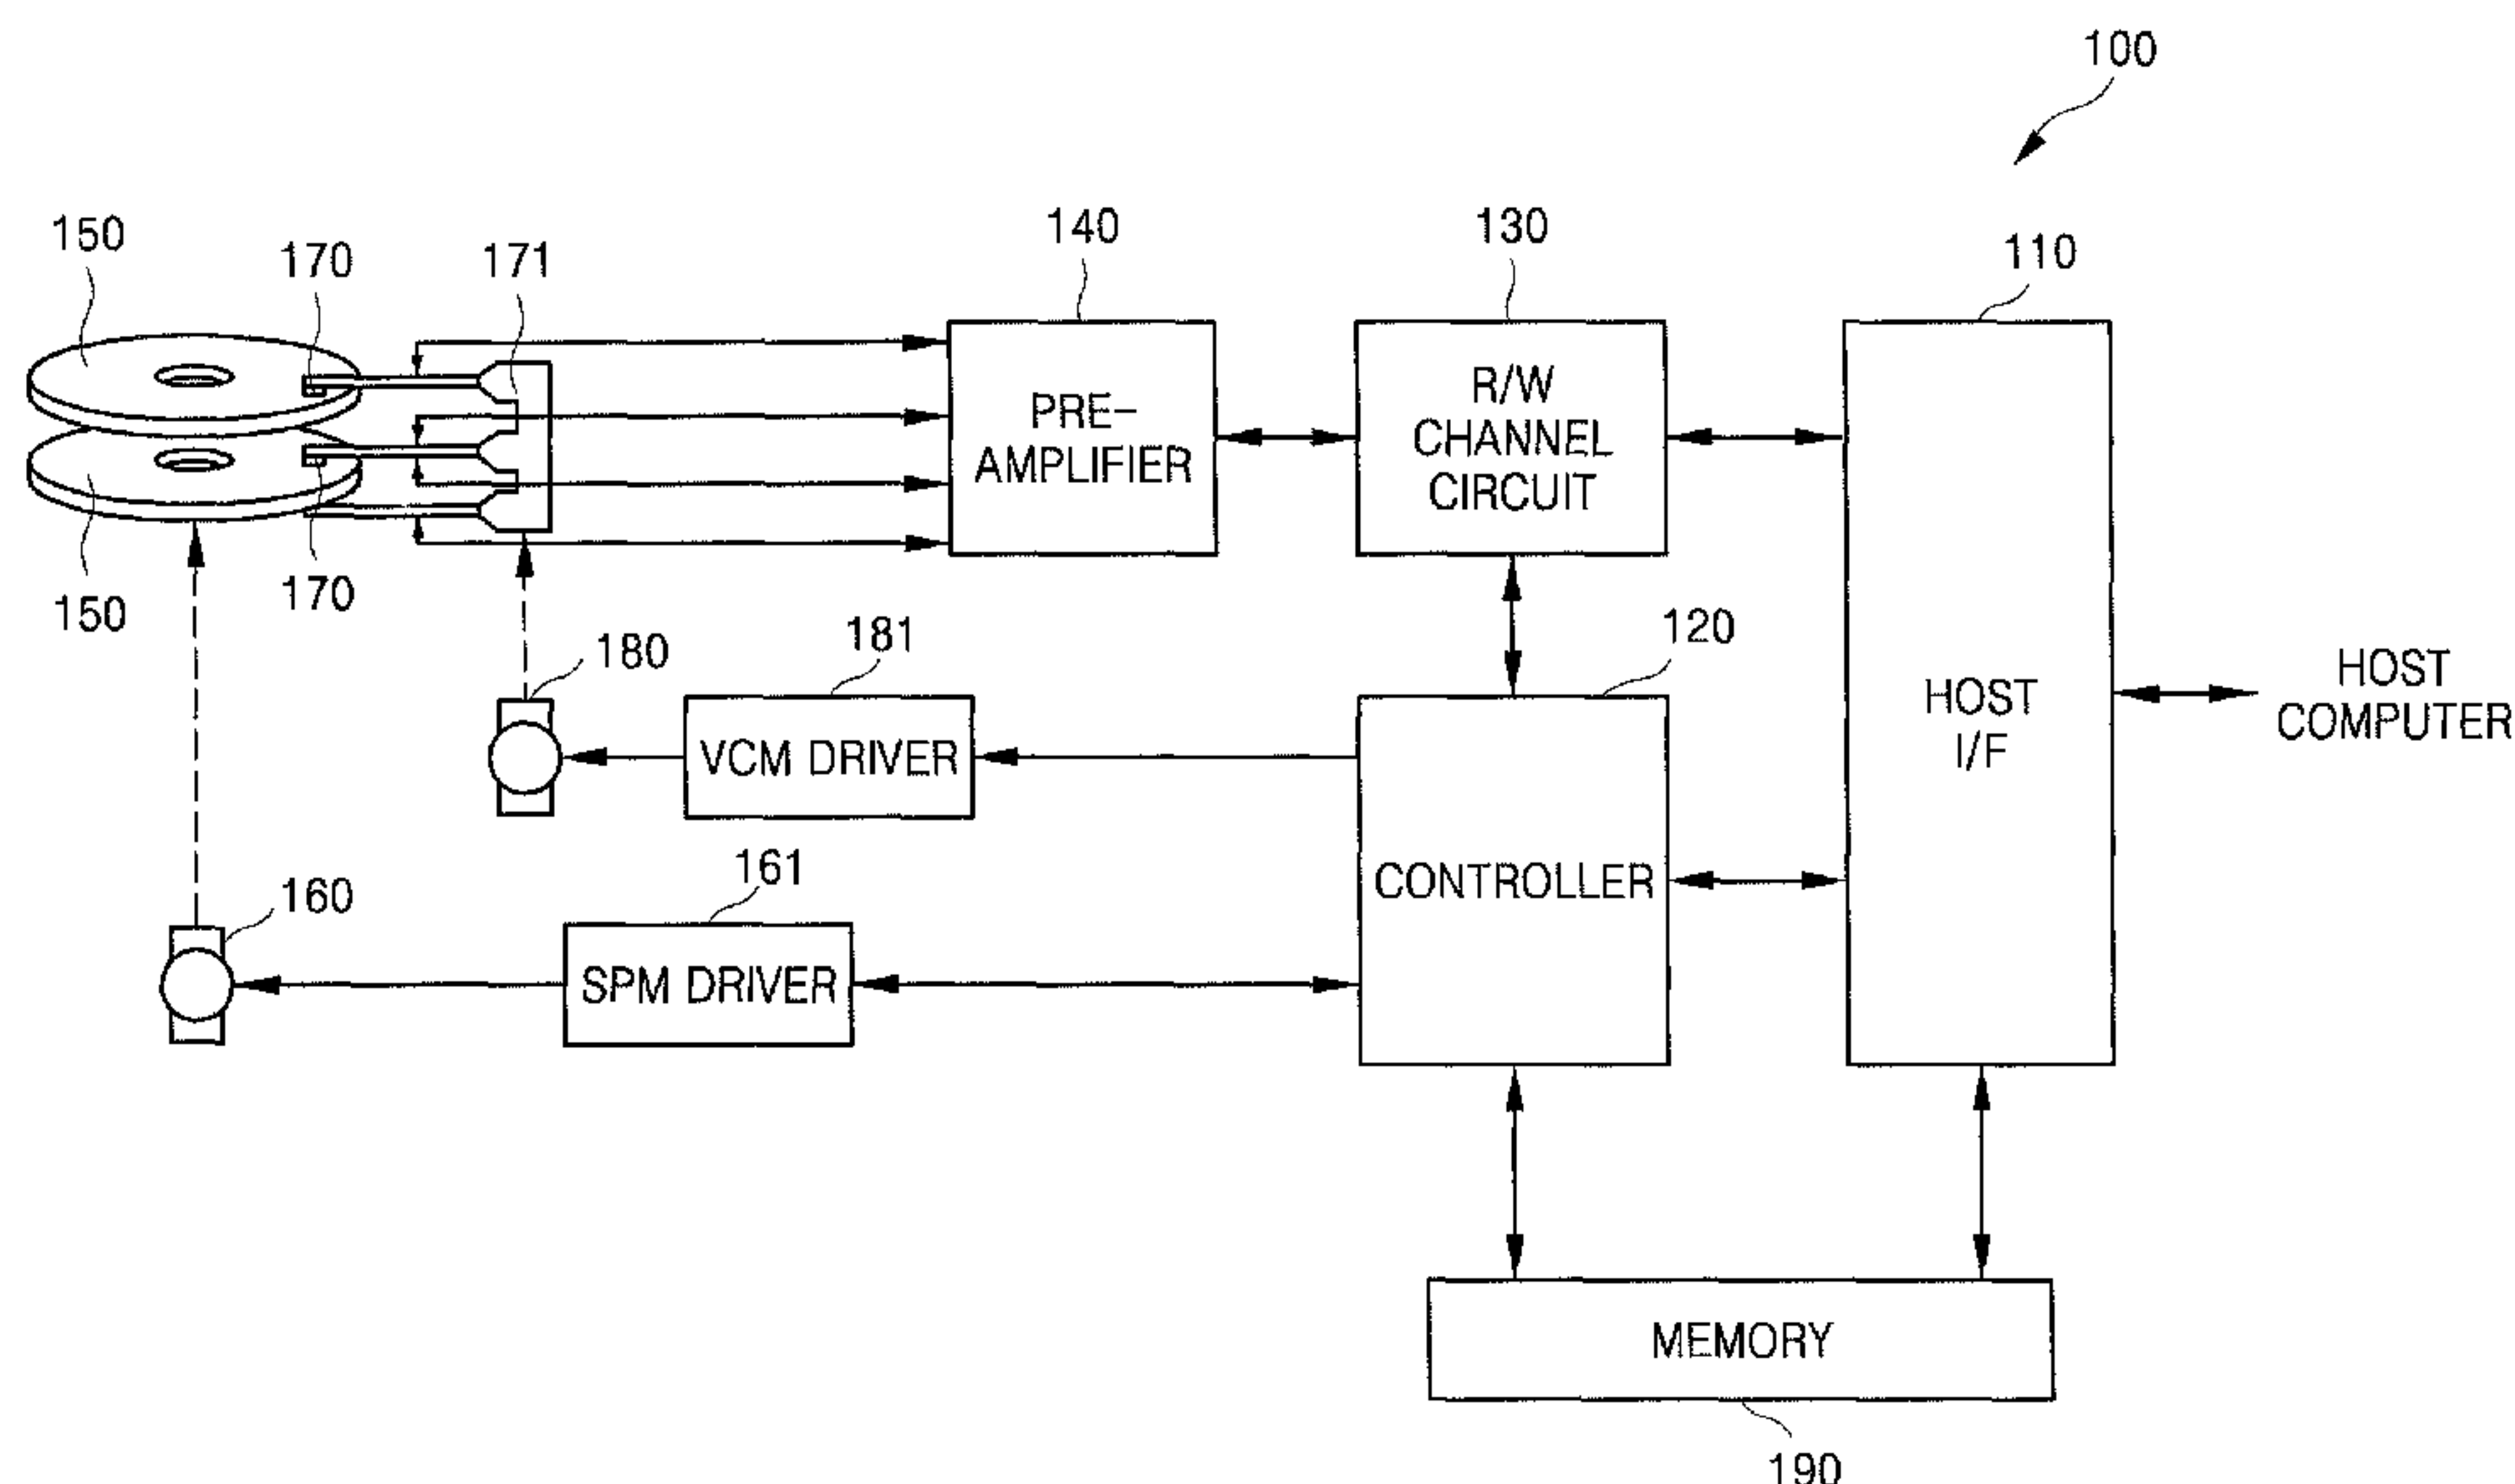 100
150
170
171
140
130
110
PRE-
AMPLIFIER
R/W
CHANNEL
CIRCUIT
150
170
180
181
120
HOST
I/F
HOST
COMPUTER
VCM DRIVER
160
161
CONTROLLER
SPM DRIVER
MEMORY
190